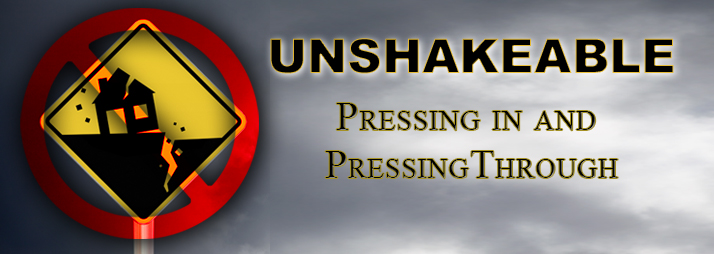 UNSHAKEABLE
PRESSING IN AND
PRESSINGTHROUGH